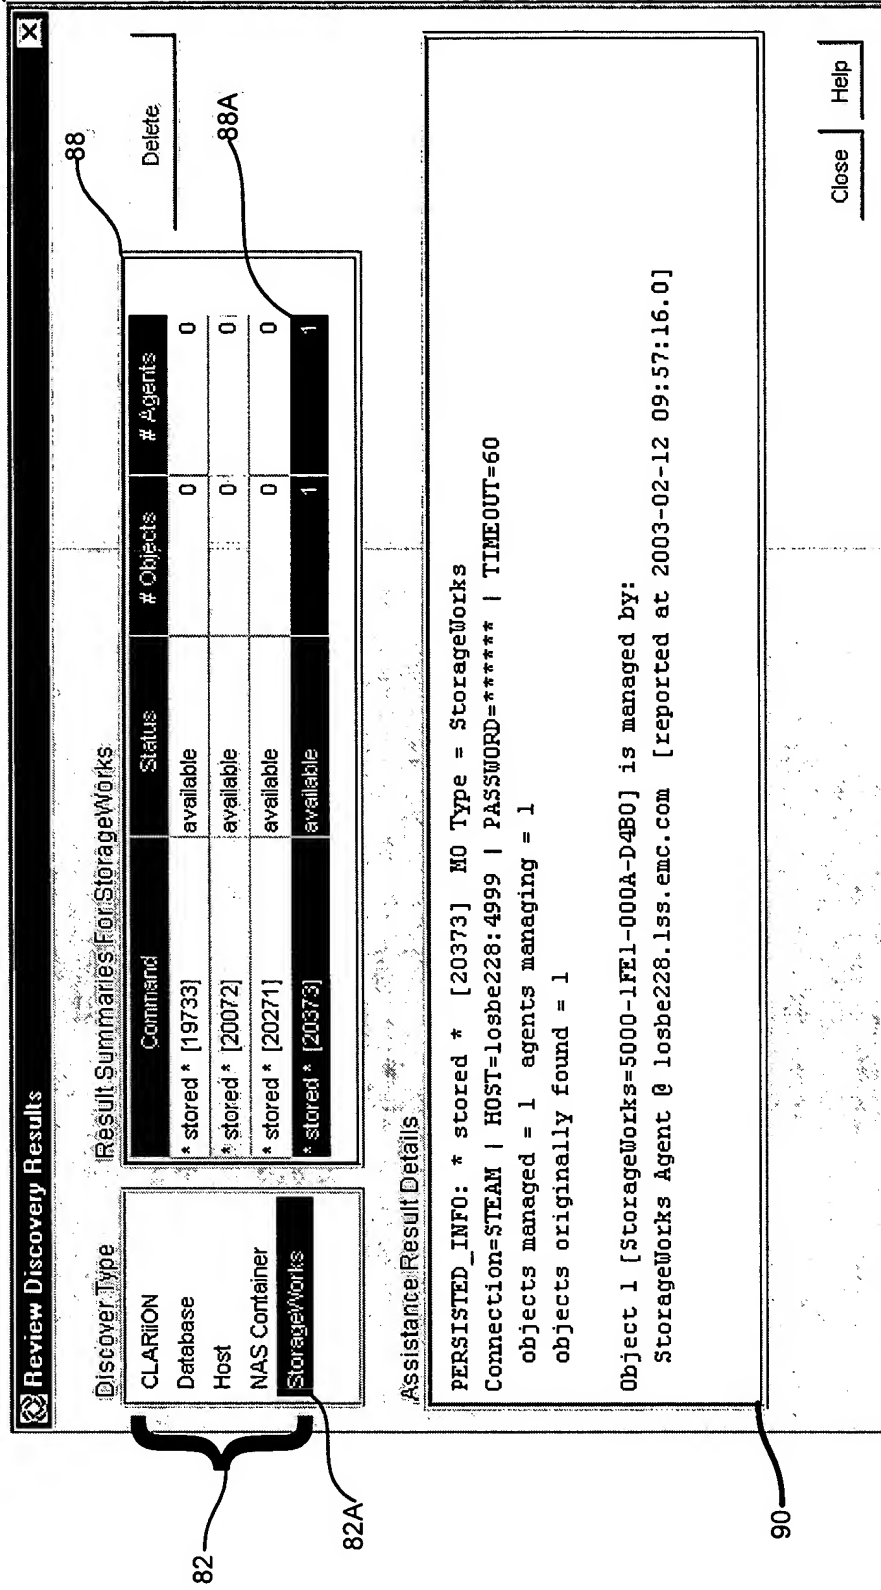 Review Discovery Results
X
Discover Type
Result Summaries For StorageWorks
88
CLARiiON
Database
Host
NAS Container
StorageWorks
82
82A
Command Status # Objects # Agents
* stored * [19733] available 0 0
* stored * [20072] available 0 0
* stored * [20271] available 0 0
* stored * [20373] available 1 1
Delete
88A
Assistance Result Details
PERSISTED_INFO: * stored * [20373] MO Type = StorageWorks
Connection=STEAM | HOST=losbe228:4999 | PASSWORD=****** | TIMEOUT=60
objects managed = 1 agents managing = 1
objects originally found = 1
Object 1 [StorageWorks=5000-1FE1-000A-D4B0] is managed by:
StorageWorks Agent @ losbe228.lss.emc.com [reported at 2003-02-12 09:57:16.0]
90
Close Help